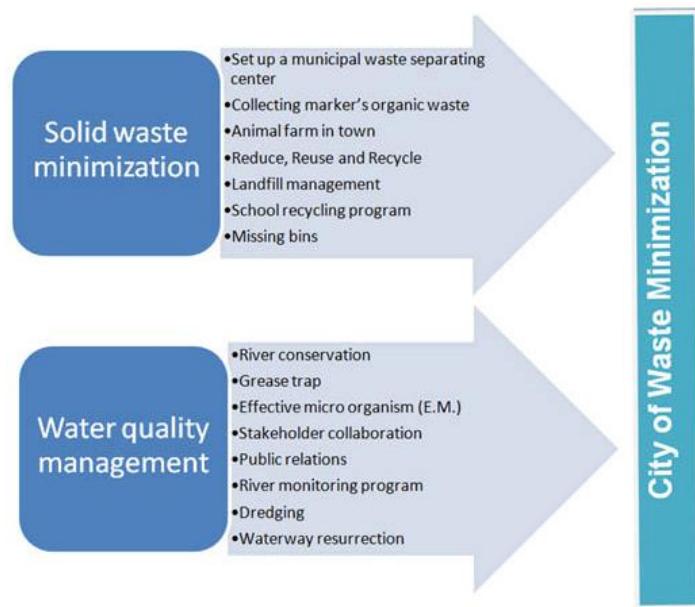 Solid waste
minimization
•Set up a municipal waste separating
center
•Collecting marker's organic waste
•Animal farm in town
•Reduce, Reuse and Recycle
•Landfill management
•School recycling program
•Missing bins
Water quality
management
•River conservation
•Grease trap
•Effective micro organism (E.M.)
•Stakeholder collaboration
•Public relations
•River monitoring program
•Dredging
•Waterway resurrection
City of Waste Minimization